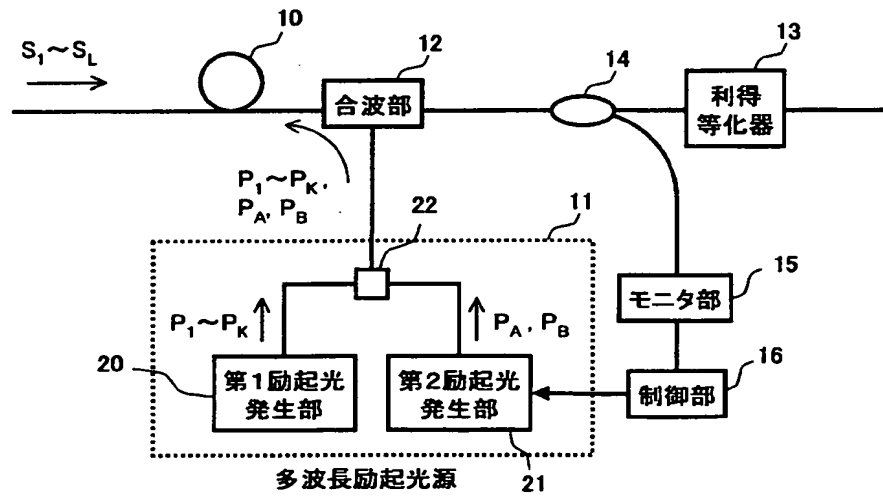 10
13
S₁～S_L
12
14
合波部
利得
等化器
P₁～P_K,
P_A, P_B
11
22
15
モニタ部
P₁～P_K
P_A, P_B
20
第1励起光
発生部
第2励起光
発生部
16
制御部
21
多波長励起光源